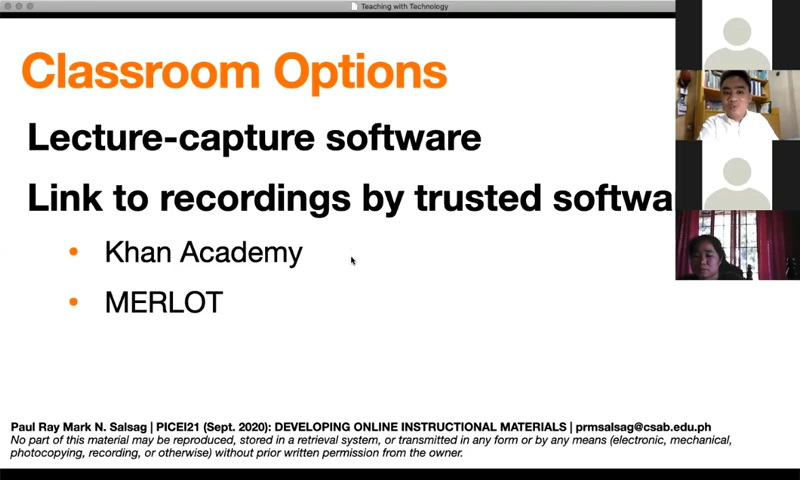 Teaching with Technology
Classroom Options
Lecture-capture software
Link to recordings by trusted softwa
• Khan Academy
• MERLOT
Paul Ray Mark N. Salsag | PICEI21 (Sept. 2020): DEVELOPING ONLINE INSTRUCTIONAL MATERIALS | prmsalsag@csab.edu.ph
No part of this material may be reproduced, stored in a retrieval system, or transmitted in any form or by any means (electronic, mechanical,
photocopying, recording, or otherwise) without prior written permission from the owner.